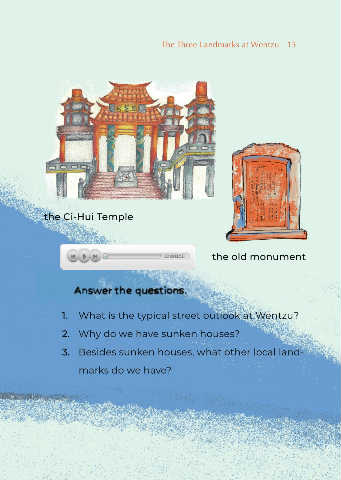 The Three Landmarks at Wentzu 15
the Ci-Hui Temple
the old monument
Answer the questions.
1. What is the typical street outlook at Wentzu?
2. Why do we have sunken houses?
3. Besides sunken houses, what other local land-
marks do we have?